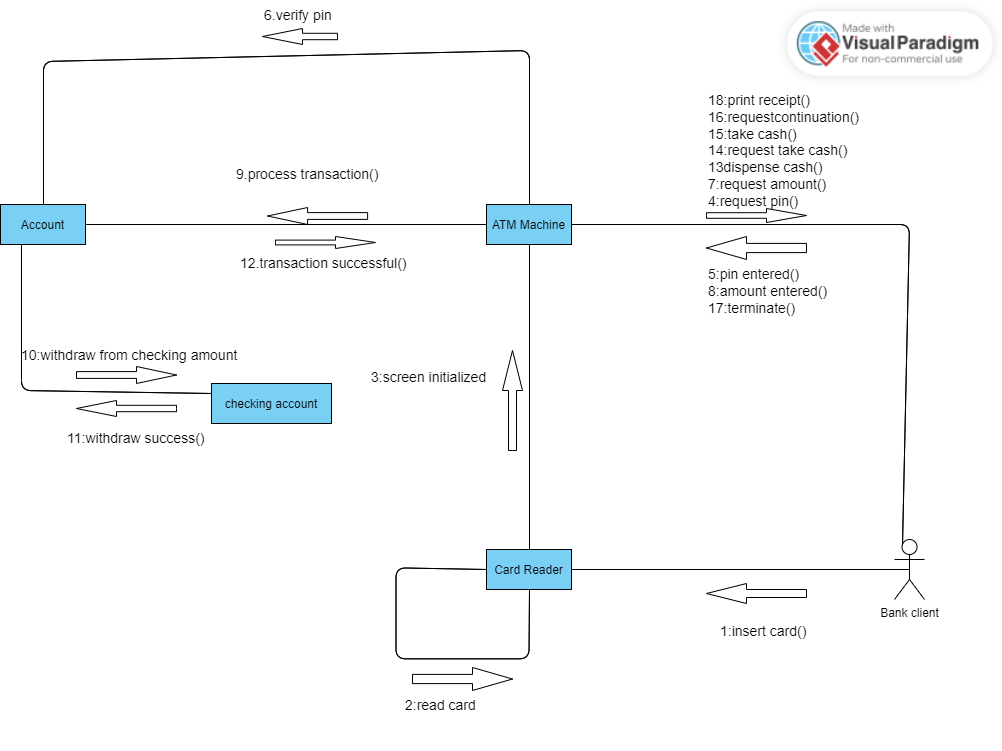 6.verify pin
Made with
VisualParadigm
For non-commercial use
18:print receipt()
16:requestcontinuation()
15:take cash()
14:request take cash()
13dispense cash()
7:request amount()
4:request pin()
9.process transaction()
Account
ATM Machine
12.transaction successful()
5:pin entered()
8:amount entered()
17:terminate()
10:withdraw from checking amount
3:screen initialized
checking account
11:withdraw success()
Card Reader
Bank client
1:insert card()
2:read card